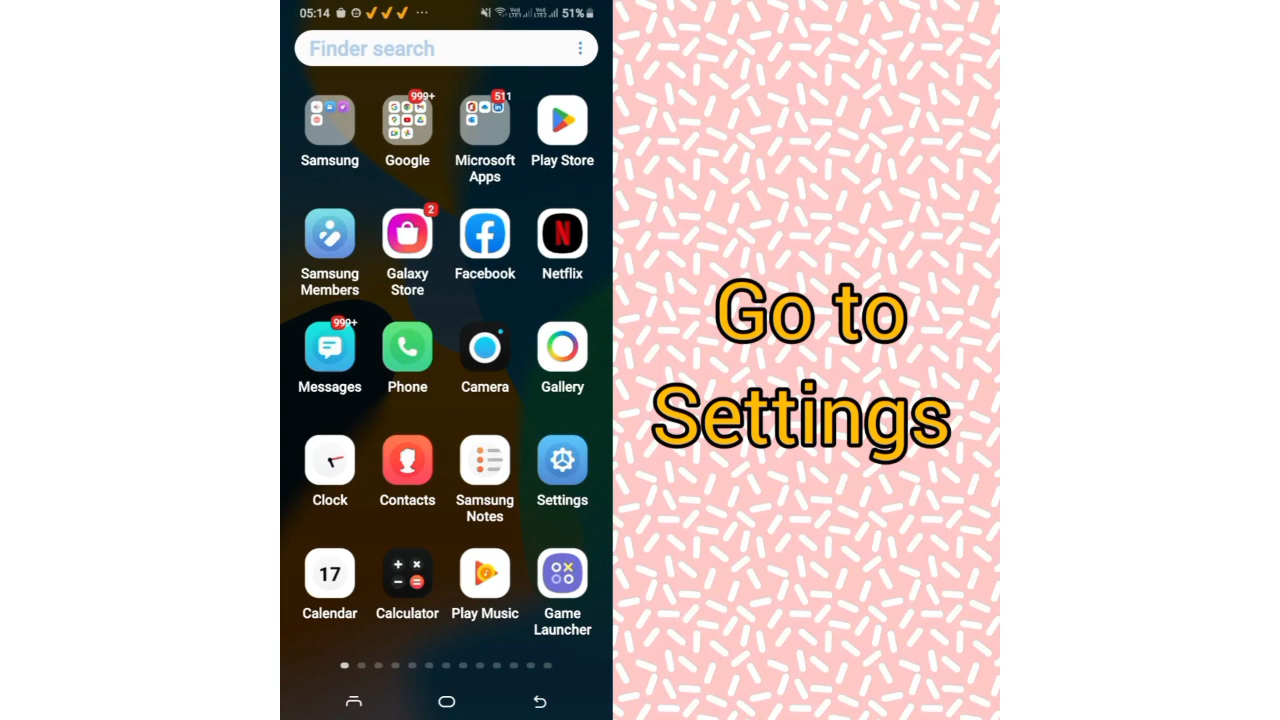 05:14 51%
Finder search
999+ 511
Samsung Google Microsoft Apps Play Store
2
Samsung Members Galaxy Store Facebook Netflix
999+
Messages Phone Camera Gallery
Clock Contacts Samsung Notes Settings
17
Calendar Calculator Play Music Game Launcher
Go to
Settings